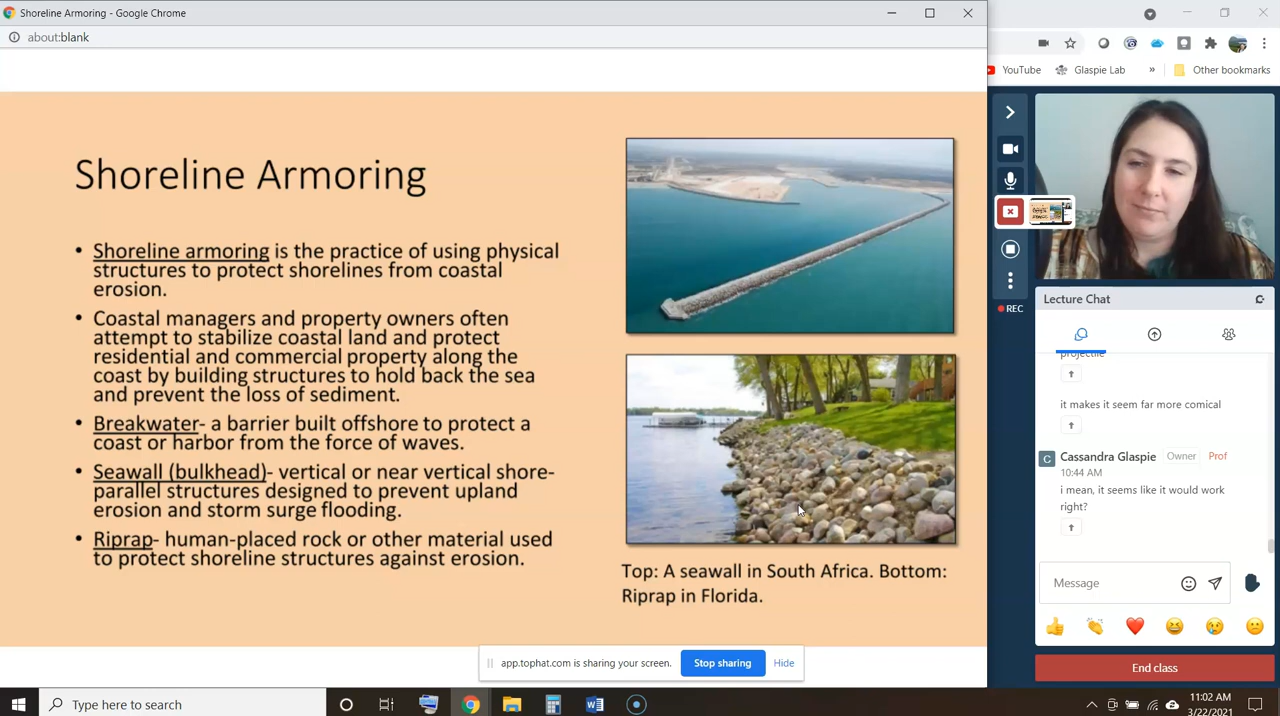 Shoreline Armoring - Google Chrome
about:blank
YouTube
Glaspie Lab
»
Other bookmarks
Shoreline Armoring
• Shoreline armoring is the practice of using physical
structures to protect shorelines from coastal
erosion.
• Coastal managers and property owners often
attempt to stabilize coastal land and protect
residential and commercial property along the
coast by building structures to hold back the sea
and prevent the loss of sediment.
• Breakwater- a barrier built offshore to protect a
coast or harbor from the force of waves.
• Seawall (bulkhead)- vertical or near vertical shore-
parallel structures designed to prevent upland
erosion and storm surge flooding.
• Riprap- human-placed rock or other material used
to protect shoreline structures against erosion.
Top: A seawall in South Africa. Bottom:
Riprap in Florida.
REC
Lecture Chat
projectile
it makes it seem far more comical
C
Cassandra Glaspie Owner Prof
10:44 AM
i mean, it seems like it would work
right?
Message
End class
app.tophat.com is sharing your screen.
Stop sharing
Hide
Type here to search
11:02 AM
3/22/2021